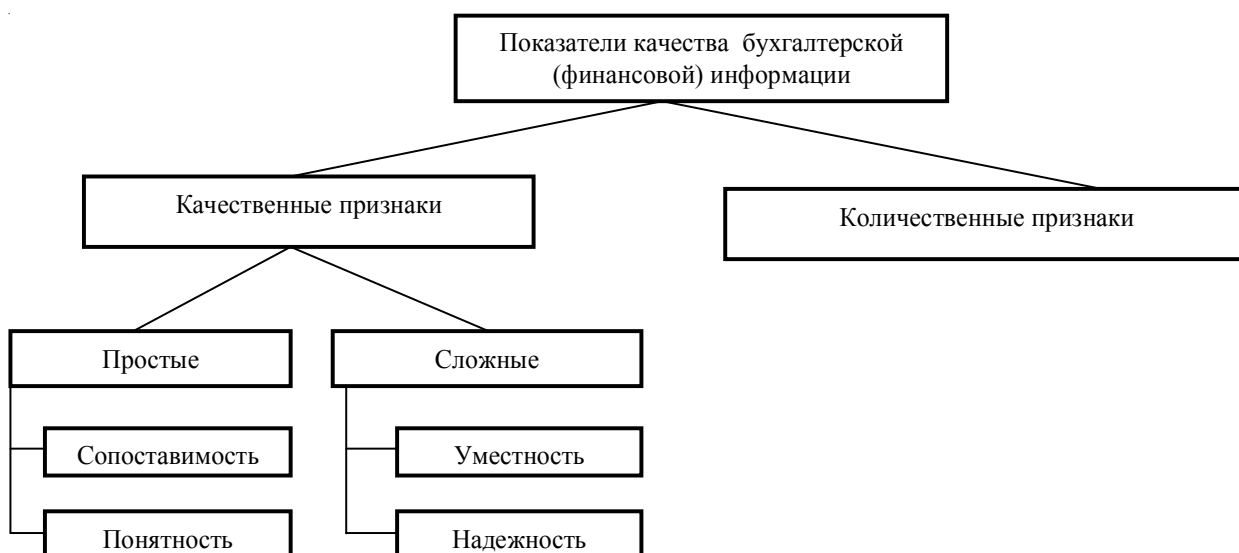 Показатели качества бухгалтерской
(финансовой) информации
Качественные признаки
Количественные признаки
Простые
Сложные
Сопоставимость
Уместность
Понятность
Надежность